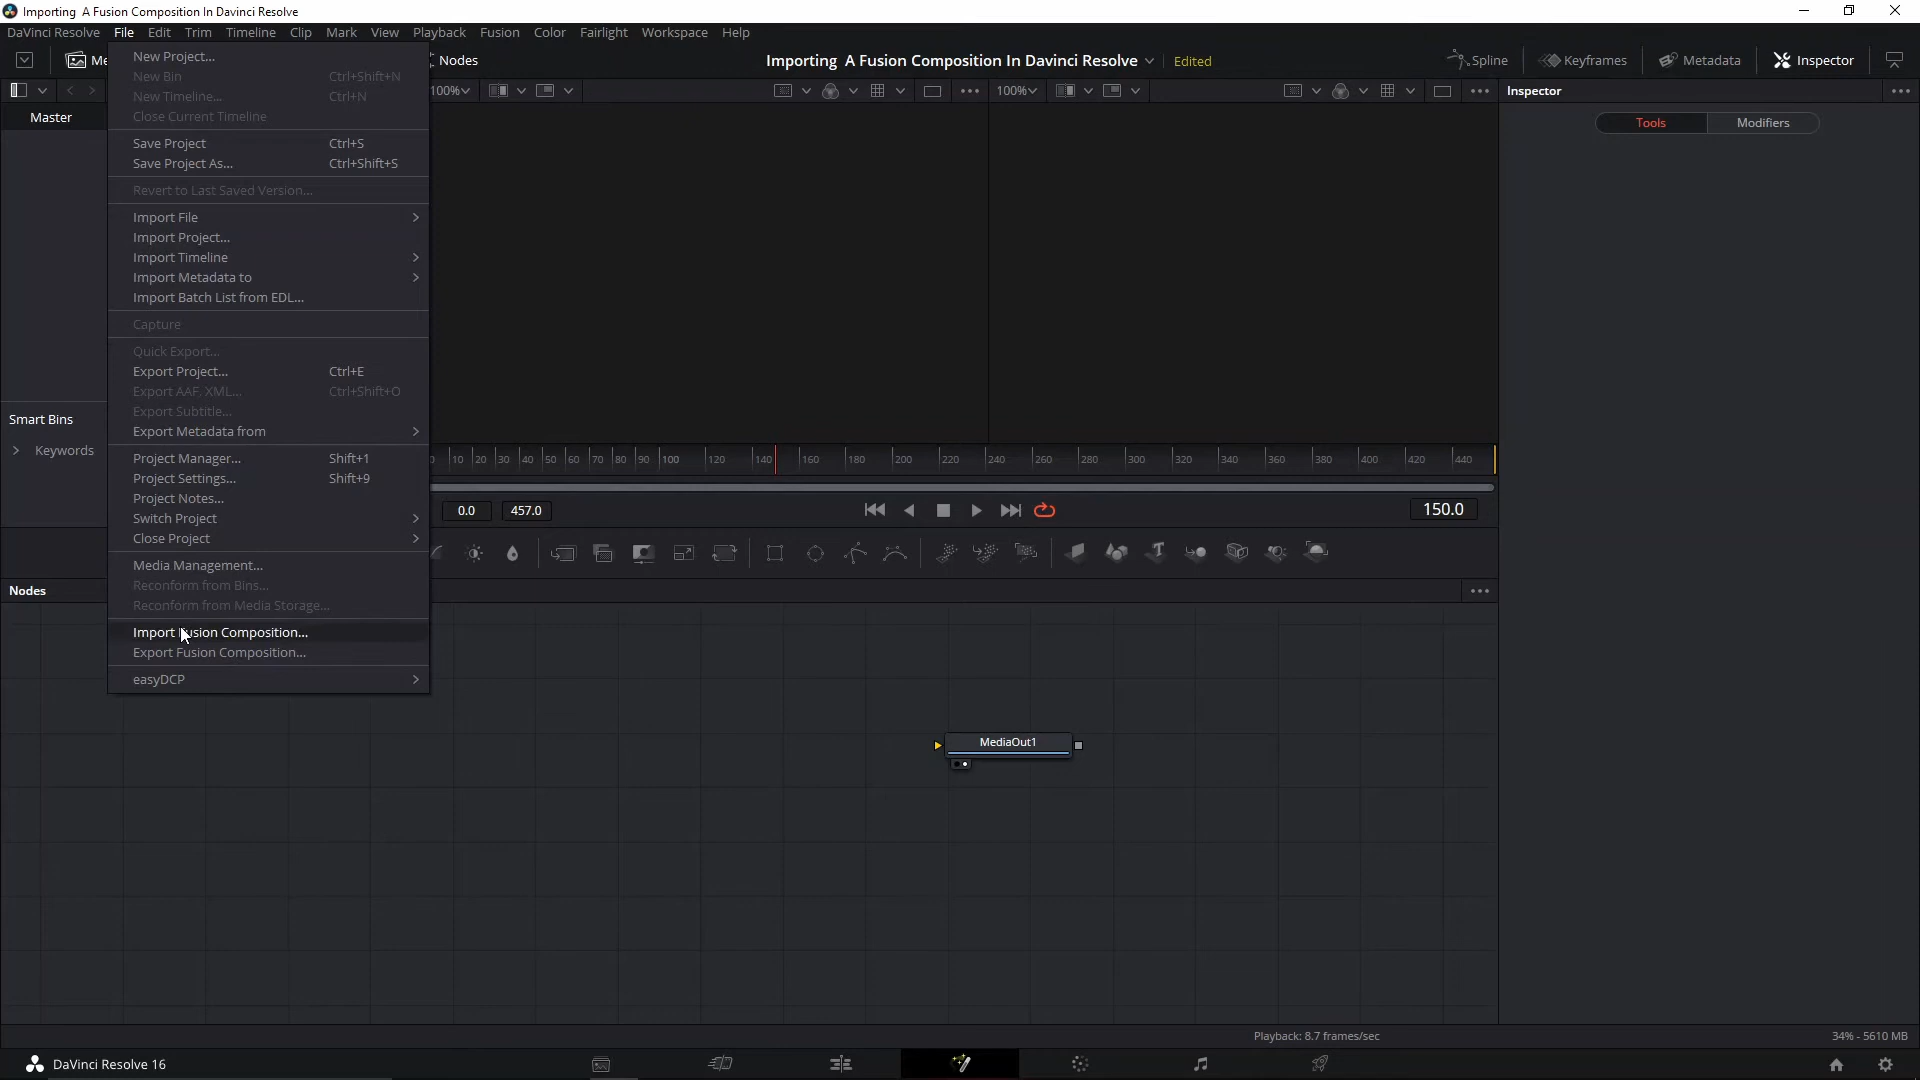 Importing  A Fusion Composition In Davinci Resolve
DaVinci Resolve File Edit Trim Timeline Clip Mark View Playback Fusion Color Fairlight Workspace Help
Nodes Importing  A Fusion Composition In Davinci Resolve Edited Spline Keyframes Metadata Inspector
100% 100% Inspector
Master
Tools Modifiers
New Project...
New Bin Ctrl+Shift+N
New Timeline... Ctrl+N
Close Current Timeline
Save Project Ctrl+S
Save Project As... Ctrl+Shift+S
Revert to Last Saved Version...
Import File
Import Project...
Import Timeline
Import Metadata to
Import Batch List from EDL...
Capture
Quick Export...
Export Project... Ctrl+E
Export AAF, XML... Ctrl+Shift+O
Export Subtitle...
Export Metadata from
Project Manager... Shift+1
Project Settings... Shift+9
Project Notes...
Switch Project
Close Project
Media Management...
Reconform from Bins...
Reconform from Media Storage...
Import Fusion Composition...
Export Fusion Composition...
easyDCP
Smart Bins
Keywords
10 20 30 40 50 60 70 80 90 100 120 140 160 180 200 220 240 260 280 300 320 340 360 380 400 420 440
0.0 457.0 150.0
Nodes
MediaOut1
Playback: 8.7 frames/sec 34% - 5610 MB
DaVinci Resolve 16